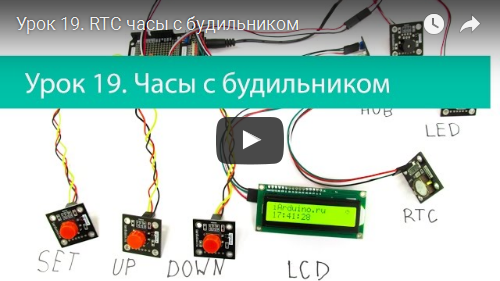 Урок 19. RTC часы с будильником
Урок 19. Часы с будильником
HUB
LED
iArduino.ru
17:41:28
RTC
SET
UP
DOWN
LCD